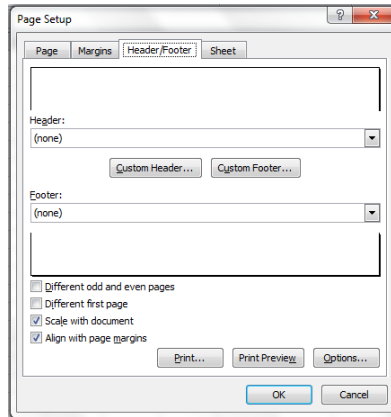 Page Setup
Page Margins Header/Footer Sheet
Header:
(none)
Custom Header... Custom Footer...
Footer:
(none)
Different odd and even pages
Different first page
Scale with document
Align with page margins
Print... Print Preview Options...
OK Cancel